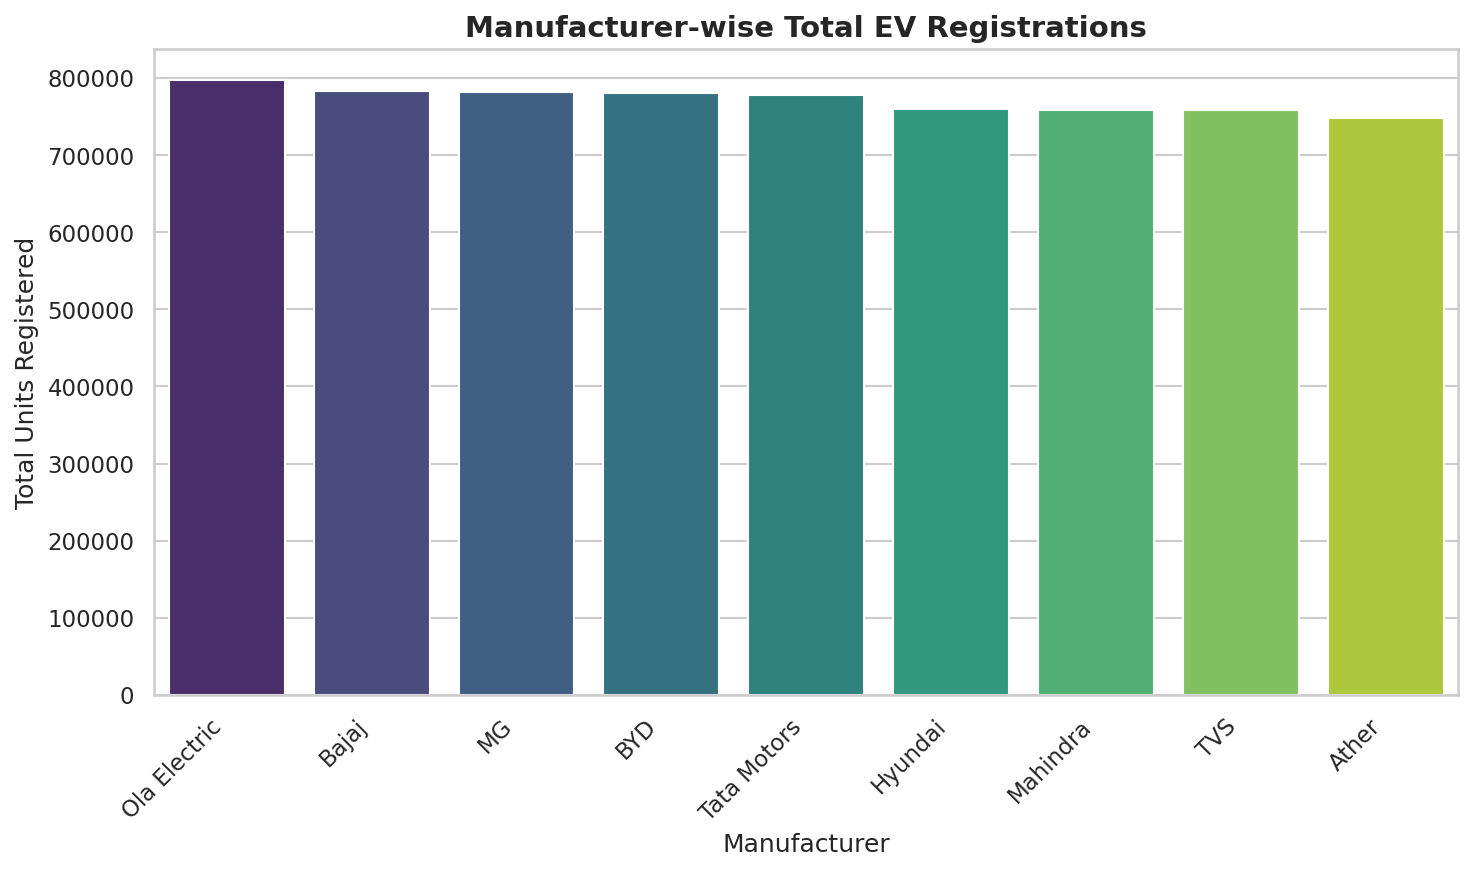 Manufacturer-wise Total EV Registrations
Total Units Registered
800000
700000
600000
500000
400000
300000
200000
100000
0
Ola Electric
Bajaj
MG
BYD
Tata Motors
Hyundai
Mahindra
TVS
Ather
Manufacturer